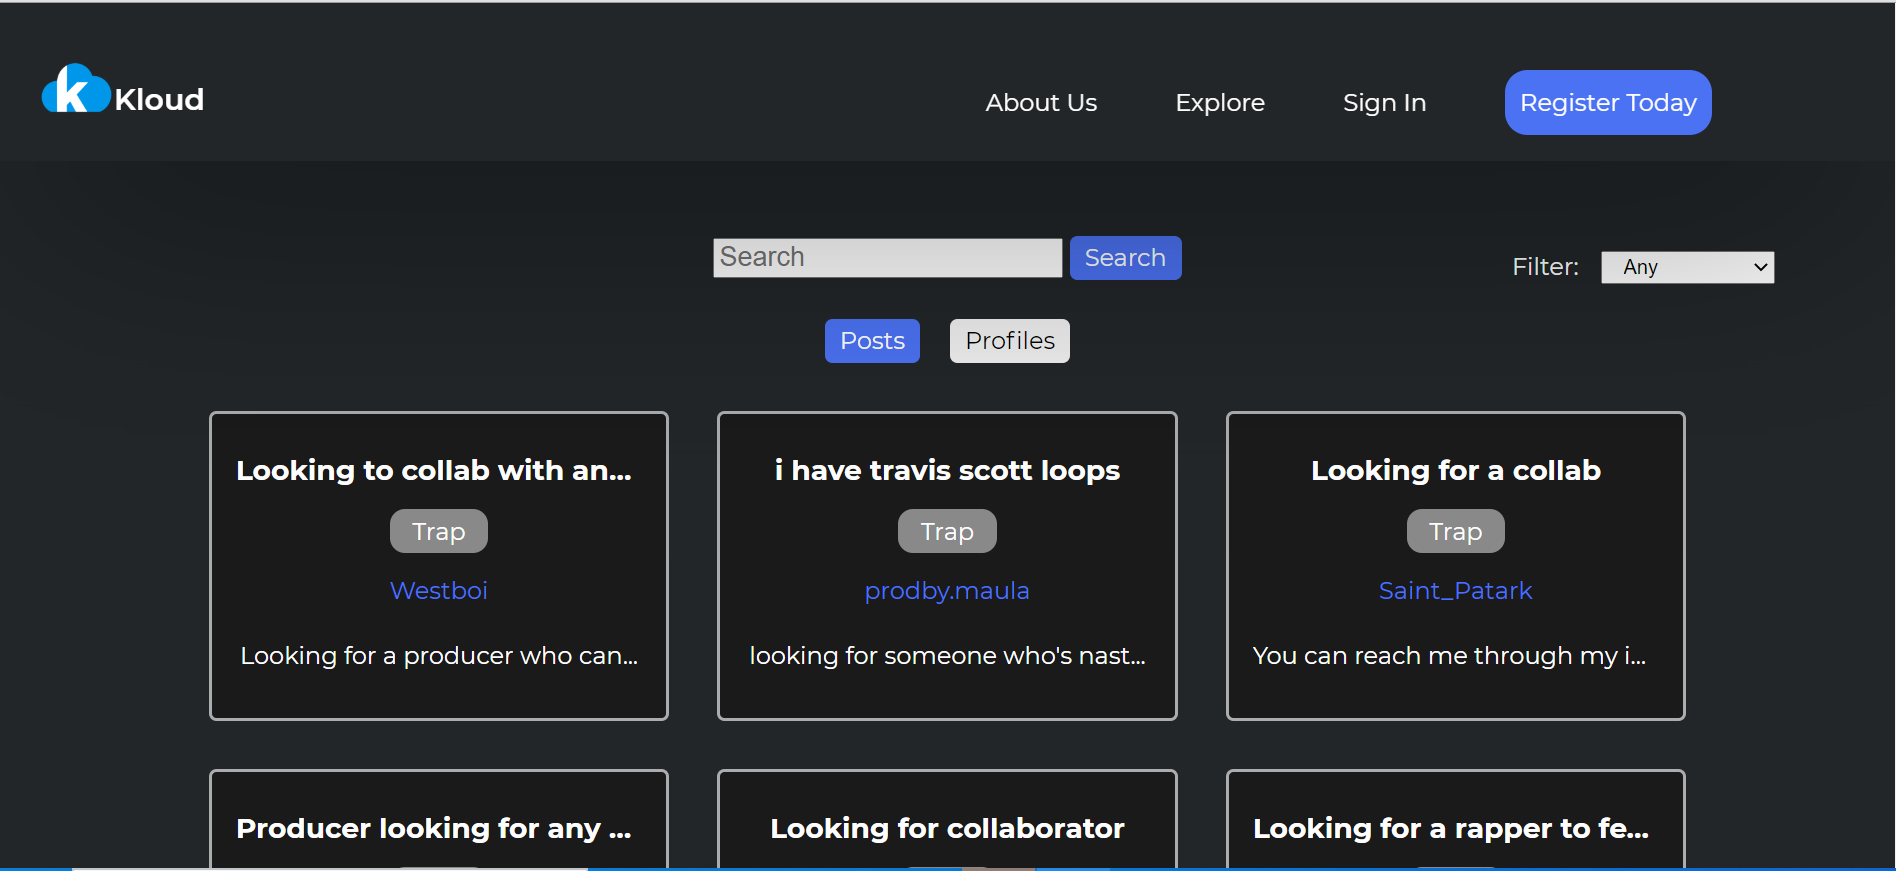 k Kloud
About Us Explore Sign In Register Today
Search Search
Filter: Any
Posts Profiles
Looking to collab with an...
Trap
Westboi
Looking for a producer who can...
i have travis scott loops
Trap
prodby.maula
looking for someone who's nast...
Looking for a collab
Trap
Saint_Patark
You can reach me through my i...
Producer looking for any ...
Looking for collaborator
Looking for a rapper to fe...